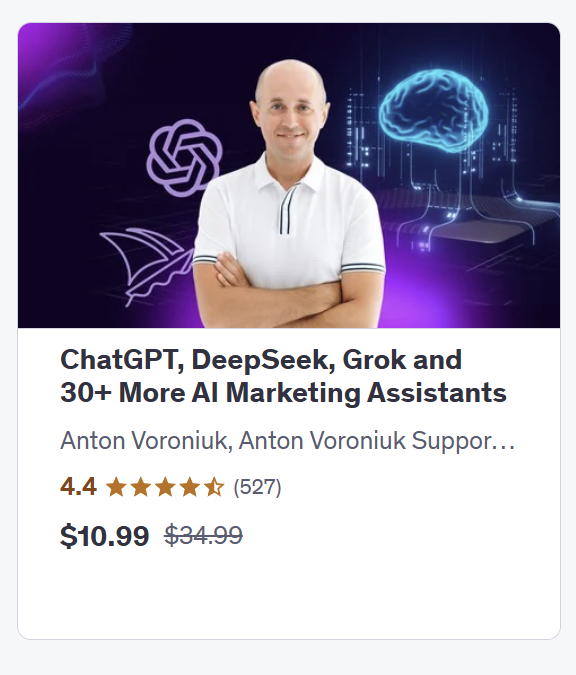 ChatGPT, DeepSeek, Grok and
30+ More AI Marketing Assistants
Anton Voroniuk, Anton Voroniuk Suppor...
4.4 (527)
$10.99 $34.99